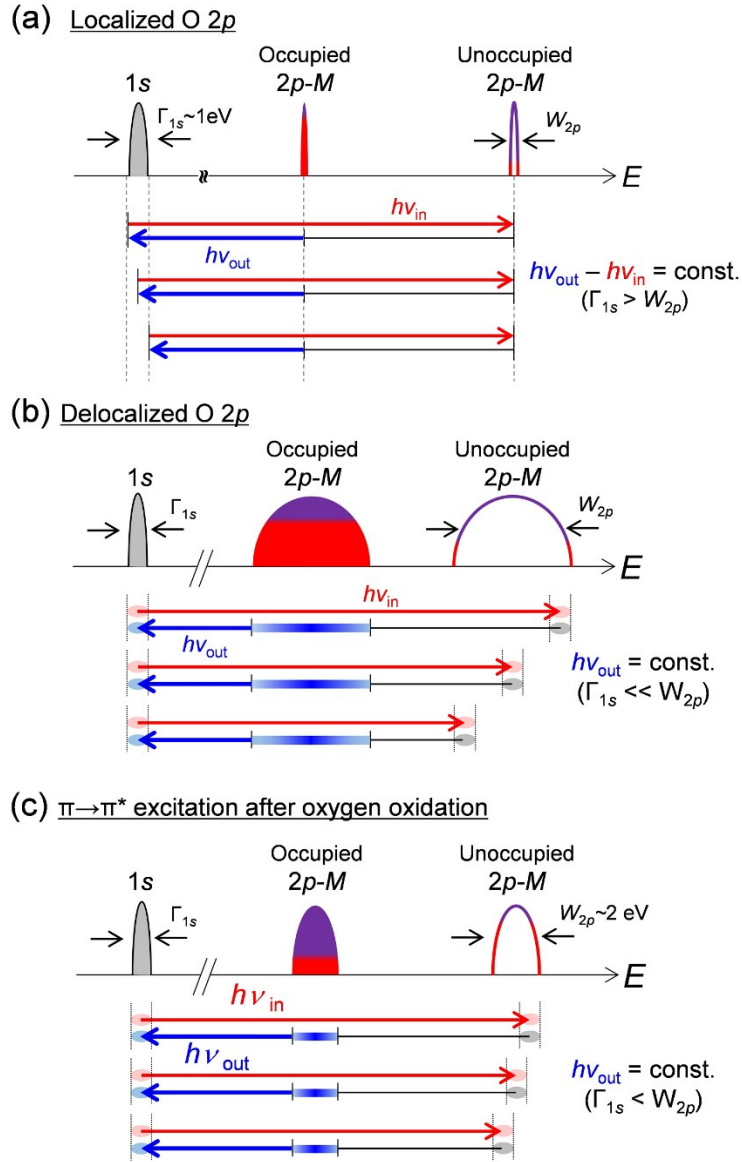 (a) Localized O 2p
Occupied Unoccupied
1s 2p-M 2p-M
Γ1s~1eV W2p
E
hνin
hνout
hνout – hνin = const.
(Γ1s > W2p)
(b) Delocalized O 2p
Occupied Unoccupied
1s 2p-M 2p-M
Γ1s W2p
E
hνin
hνout
hνout = const.
(Γ1s << W2p)
(c) π→π* excitation after oxygen oxidation
Occupied Unoccupied
1s 2p-M 2p-M
Γ1s W2p~2 eV
E
hνin
hνout
hνout = const.
(Γ1s < W2p)